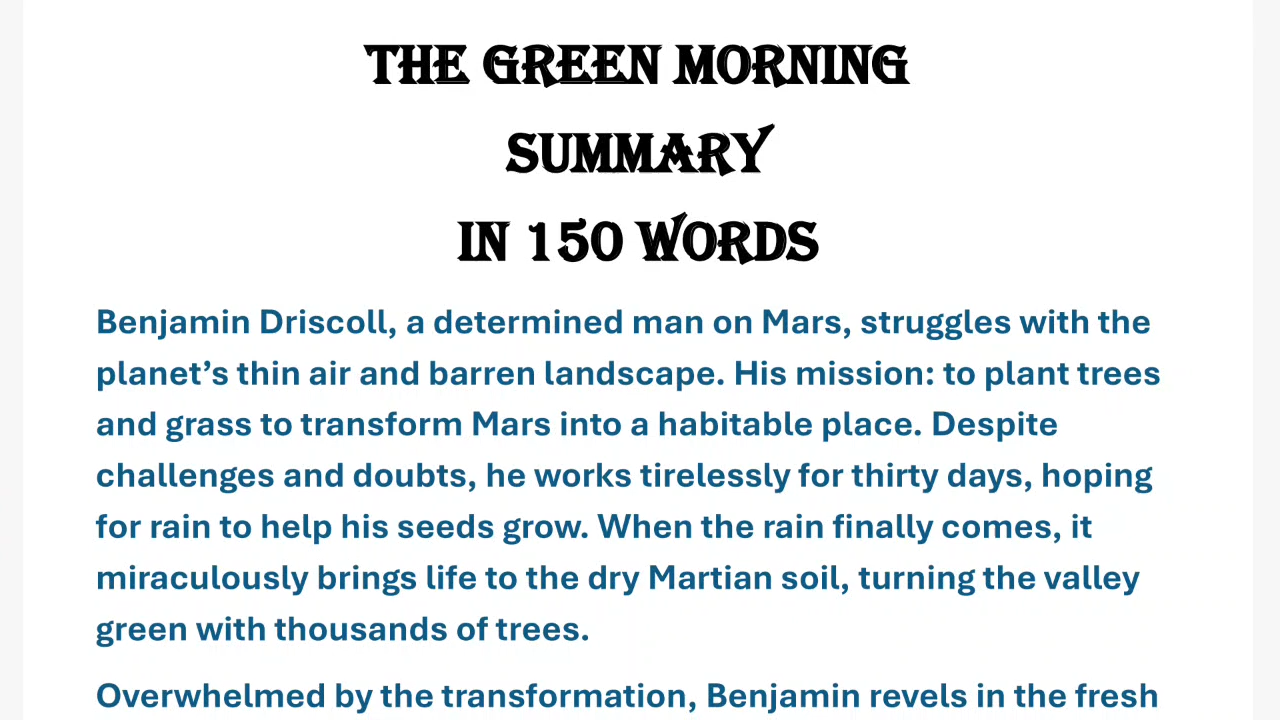 THE GREEN MORNING
SUMMARY
IN 150 WORDS
Benjamin Driscoll, a determined man on Mars, struggles with the
planet’s thin air and barren landscape. His mission: to plant trees
and grass to transform Mars into a habitable place. Despite
challenges and doubts, he works tirelessly for thirty days, hoping
for rain to help his seeds grow. When the rain finally comes, it
miraculously brings life to the dry Martian soil, turning the valley
green with thousands of trees.
Overwhelmed by the transformation, Benjamin revels in the fresh